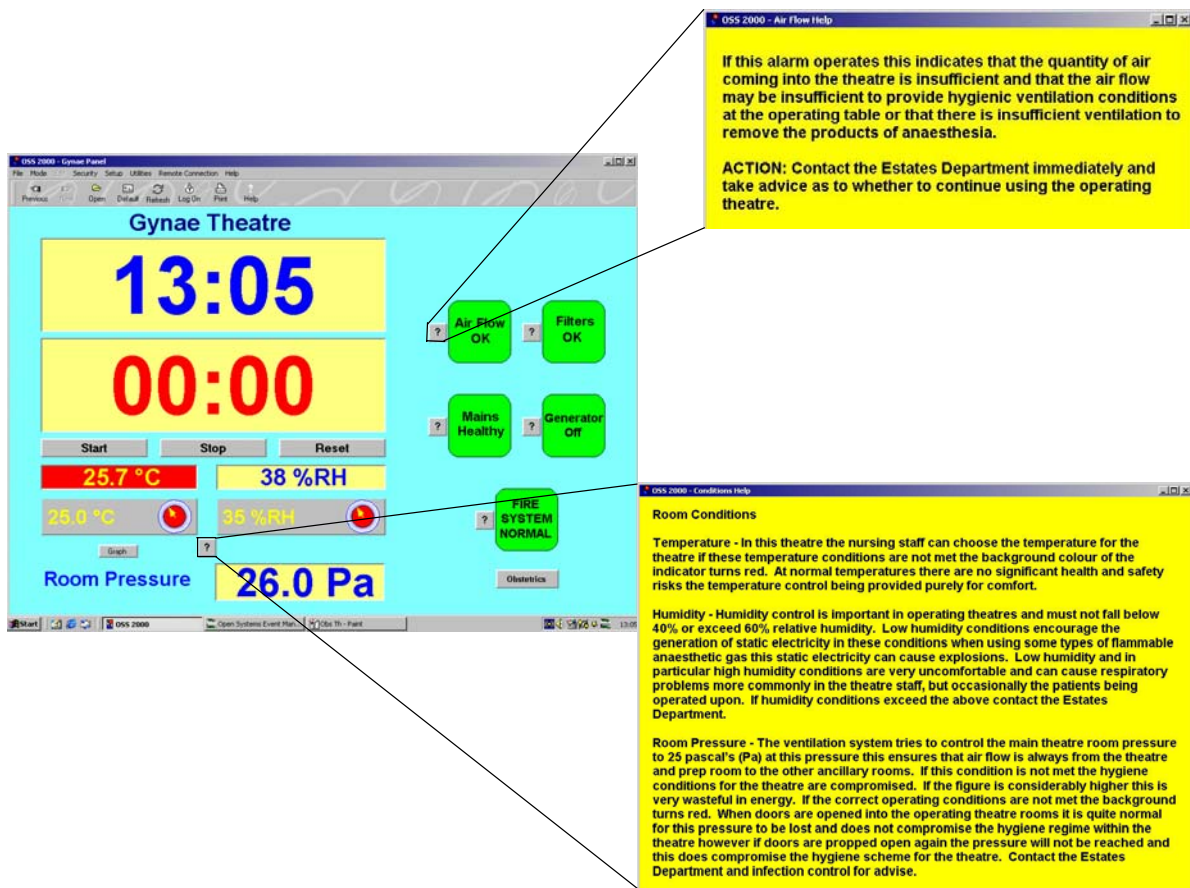 OSS 2000 - Air Flow Help
If this alarm operates this indicates that the quantity of air
coming into the theatre is insufficient and that the air flow
may be insufficient to provide hygienic ventilation conditions
at the operating table or that there is insufficient ventilation to
remove the products of anaesthesia.
ACTION: Contact the Estates Department immediately and
take advice as to whether to continue using the operating
theatre.
OSS 2000 - Gynae Panel
File Mode Security Setup Utilities Remote Connection Help
Previous Open Default Refresh Log On Print Help
Gynae Theatre
13:05
00:00
Start Stop Reset
25.7 °C 38 %RH
25.0 °C 35 %RH
Graph ?
Room Pressure 26.0 Pa
? Air Flow
OK
? Filters
OK
? Mains
Healthy
? Generator
Off
? FIRE
SYSTEM
NORMAL
Obstetrics
Start OSS 2000 Open Systems Event Man... Obs Th - Paint 13:05
OSS 2000 - Conditions Help
Room Conditions
Temperature - In this theatre the nursing staff can choose the temperature for the
theatre if these temperature conditions are not met the background colour of the
indicator turns red. At normal temperatures there are no significant health and safety
risks the temperature control being provided purely for comfort.
Humidity - Humidity control is important in operating theatres and must not fall below
40% or exceed 60% relative humidity. Low humidity conditions encourage the
generation of static electricity in these conditions when using some types of flammable
anaesthetic gas this static electricity can cause explosions. Low humidity and in
particular high humidity conditions are very uncomfortable and can cause respiratory
problems more commonly in the theatre staff, but occasionally the patients being
operated upon. If humidity conditions exceed the above contact the Estates
Department.
Room Pressure - The ventilation system tries to control the main theatre room pressure
to 25 pascal's (Pa) at this pressure this ensures that air flow is always from the theatre
and prep room to the other ancillary rooms. If this condition is not met the hygiene
conditions for the theatre are compromised. If the figure is considerably higher this is
very wasteful in energy. If the correct operating conditions are not met the background
turns red. When doors are opened into the operating theatre rooms it is quite normal
for this pressure to be lost and does not compromise the hygiene regime within the
theatre however if doors are propped open again the pressure will not be reached and
this does compromise the hygiene scheme for the theatre. Contact the Estates
Department and infection control for advise.